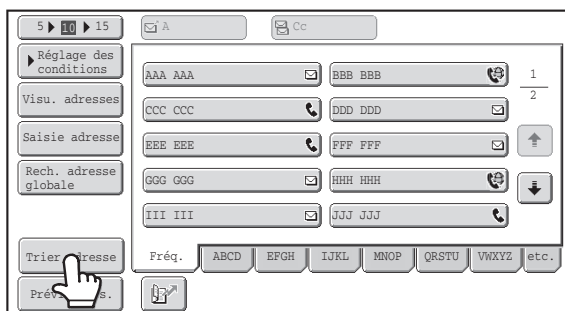 5 10 15
A
Cc
Réglage des
conditions
Visu. adresses
Saisie adresse
Rech. adresse
globale
Trier
AAA AAA
BBB BBB
CCC CCC
DDD DDD
EEE EEE
FFF FFF
GGG GGG
HHH HHH
III III
JJJ JJJ
1
2
Fréq.
ABCD
EFGH
IJKL
MNOP
QRSTU
VWXYZ
etc.